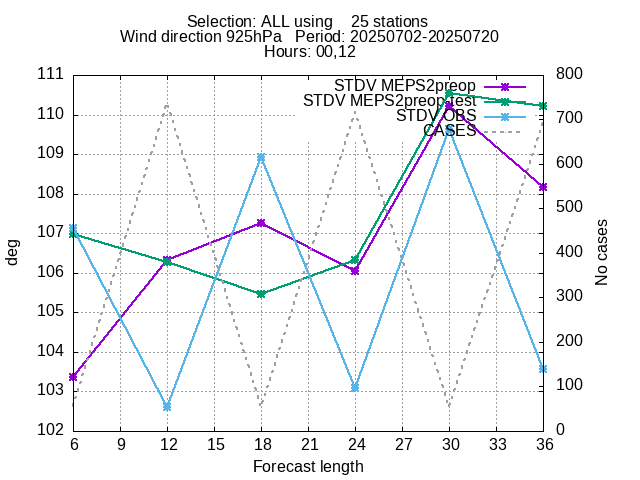 Selection: ALL using    25 stations
Wind direction 925hPa   Period: 20250702-20250720
Hours: 00,12
STDV MEPS2preop
STDV MEPS2preop test
STDV OBS
CASES
111
110
109
108
107
106
105
104
103
102
deg
800
700
600
500
400
300
200
100
0
No cases
6 9 12 15 18 21 24 27 30 33 36
Forecast length